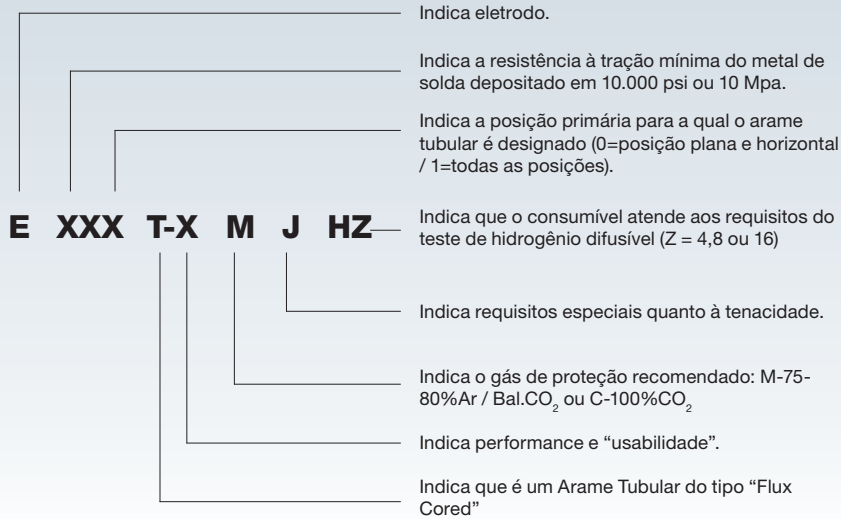 Indica eletrodo.
Indica a resistência à tração mínima do metal de
solda depositado em 10.000 psi ou 10 Mpa.
Indica a posição primária para a qual o arame
tubular é designado (0=posição plana e horizontal
/ 1=todas as posições).
E XXX T-X M J HZ
Indica que o consumível atende aos requisitos do
teste de hidrogênio difusível (Z = 4,8 ou 16)
Indica requisitos especiais quanto à tenacidade.
Indica o gás de proteção recomendado: M-75-
80%Ar / Bal.CO2 ou C-100%CO2
Indica performance e “usabilidade”.
Indica que é um Arame Tubular do tipo “Flux
Cored”